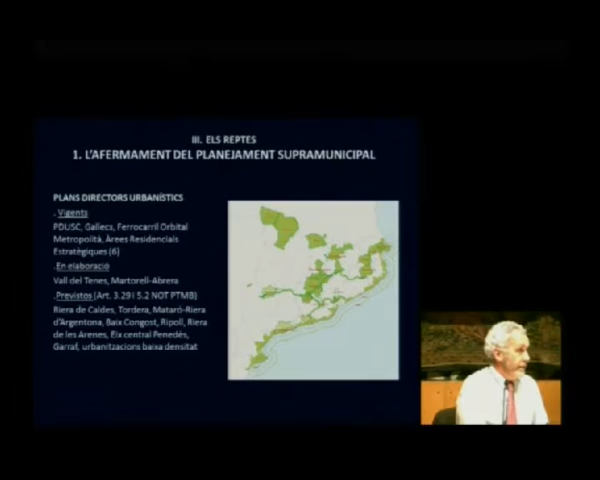 III. ELS REPTES
1. L'AFERMAMENT DEL PLANEJAMENT SUPRAMUNICIPAL
PLANS DIRECTORS URBANÍSTICS
. Vigents
PDUSC, Gallecs, Ferrocarril Orbital
Metropolità, Àrees Residencials
Estratègiques (6)
.En elaboració
Vall del Tenes, Martorell-Abrera
.Previstos (Art. 3.29 i 5.2 NOT PTMB)
Riera de Caldes, Tordera, Mataró-Riera
d'Argentona, Baix Congost, Ripoll, Riera
de les Arenes, Eix central Penedès,
Garraf, urbanitzacions baixa densitat